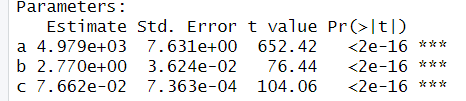 Parameters:
Estimate Std. Error t value Pr(>|t|)
a 4.979e+03 7.631e+00 652.42 <2e-16 ***
b 2.770e+00 3.624e-02 76.44 <2e-16 ***
c 7.662e-02 7.363e-04 104.06 <2e-16 ***